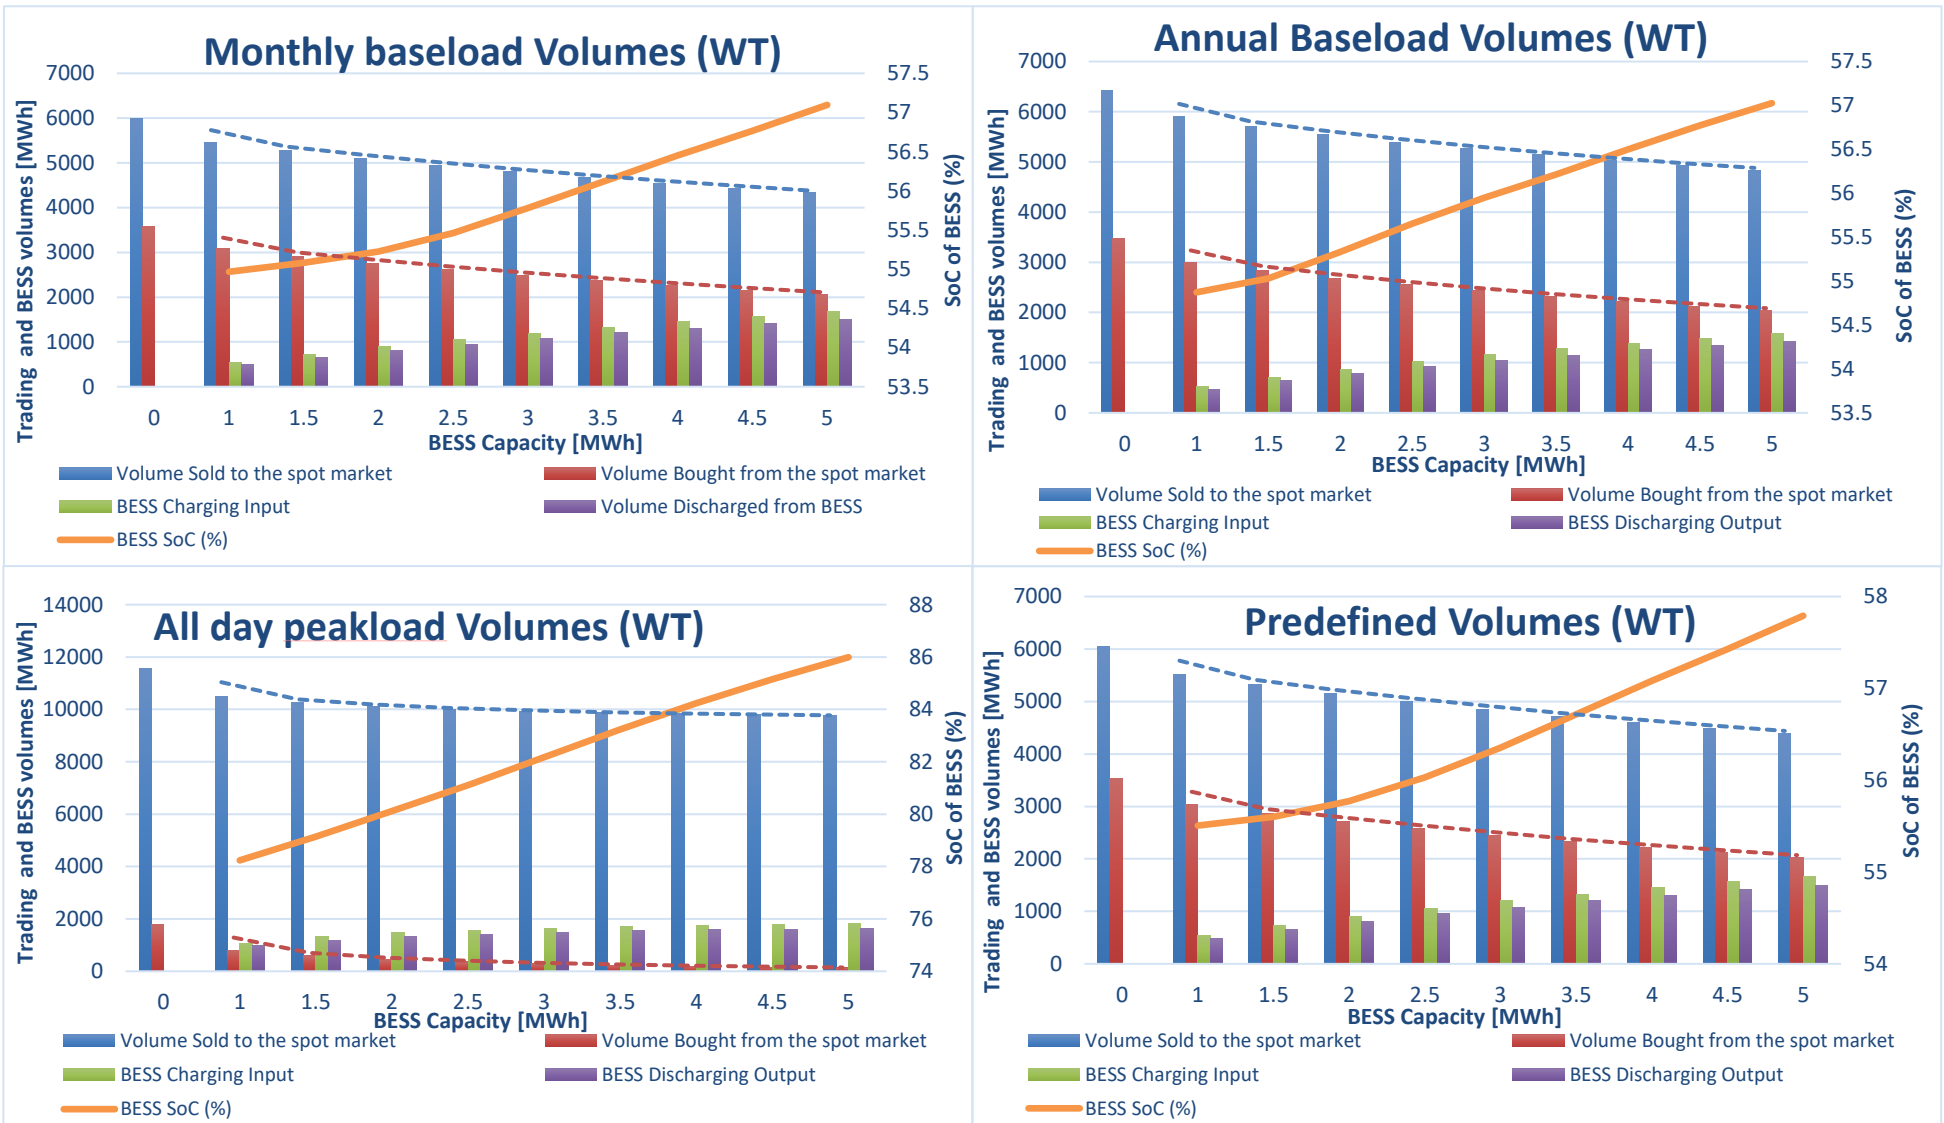 Monthly baseload Volumes (WT)
7000
6000
5000
4000
3000
2000
1000
0
Trading and BESS volumes [MWh]
57.5
57
56.5
56
55.5
55
54.5
54
53.5
SoC of BESS (%)
0 1 1.5 2 2.5 3 3.5 4 4.5 5
BESS Capacity [MWh]
Volume Sold to the spot market
Volume Bought from the spot market
BESS Charging Input
Volume Discharged from BESS
BESS SoC (%)
Annual Baseload Volumes (WT)
7000
6000
5000
4000
3000
2000
1000
0
Trading and BESS volumes [MWh]
57.5
57
56.5
56
55.5
55
54.5
54
53.5
SoC of BESS (%)
0 1 1.5 2 2.5 3 3.5 4 4.5 5
BESS Capacity [MWh]
Volume Sold to the spot market
Volume Bought from the spot market
BESS Charging Input
BESS Discharging Output
BESS SoC (%)
All day peakload Volumes (WT)
14000
12000
10000
8000
6000
4000
2000
0
Trading and BESS volumes [MWh]
88
86
84
82
80
78
76
74
SoC of BESS (%)
0 1 1.5 2 2.5 3 3.5 4 4.5 5
BESS Capacity [MWh]
Volume Sold to the spot market
Volume Bought from the spot market
BESS Charging Input
BESS Discharging Output
BESS SoC (%)
Predefined Volumes (WT)
7000
6000
5000
4000
3000
2000
1000
0
Trading and BESS volumes [MWh]
58
57
56
55
54
SoC of BESS (%)
0 1 1.5 2 2.5 3 3.5 4 4.5 5
BESS Capacity [MWh]
Volume Sold to the spot market
Volume Bought from the spot market
BESS Charging Input
BESS Discharging Output
BESS SoC (%)